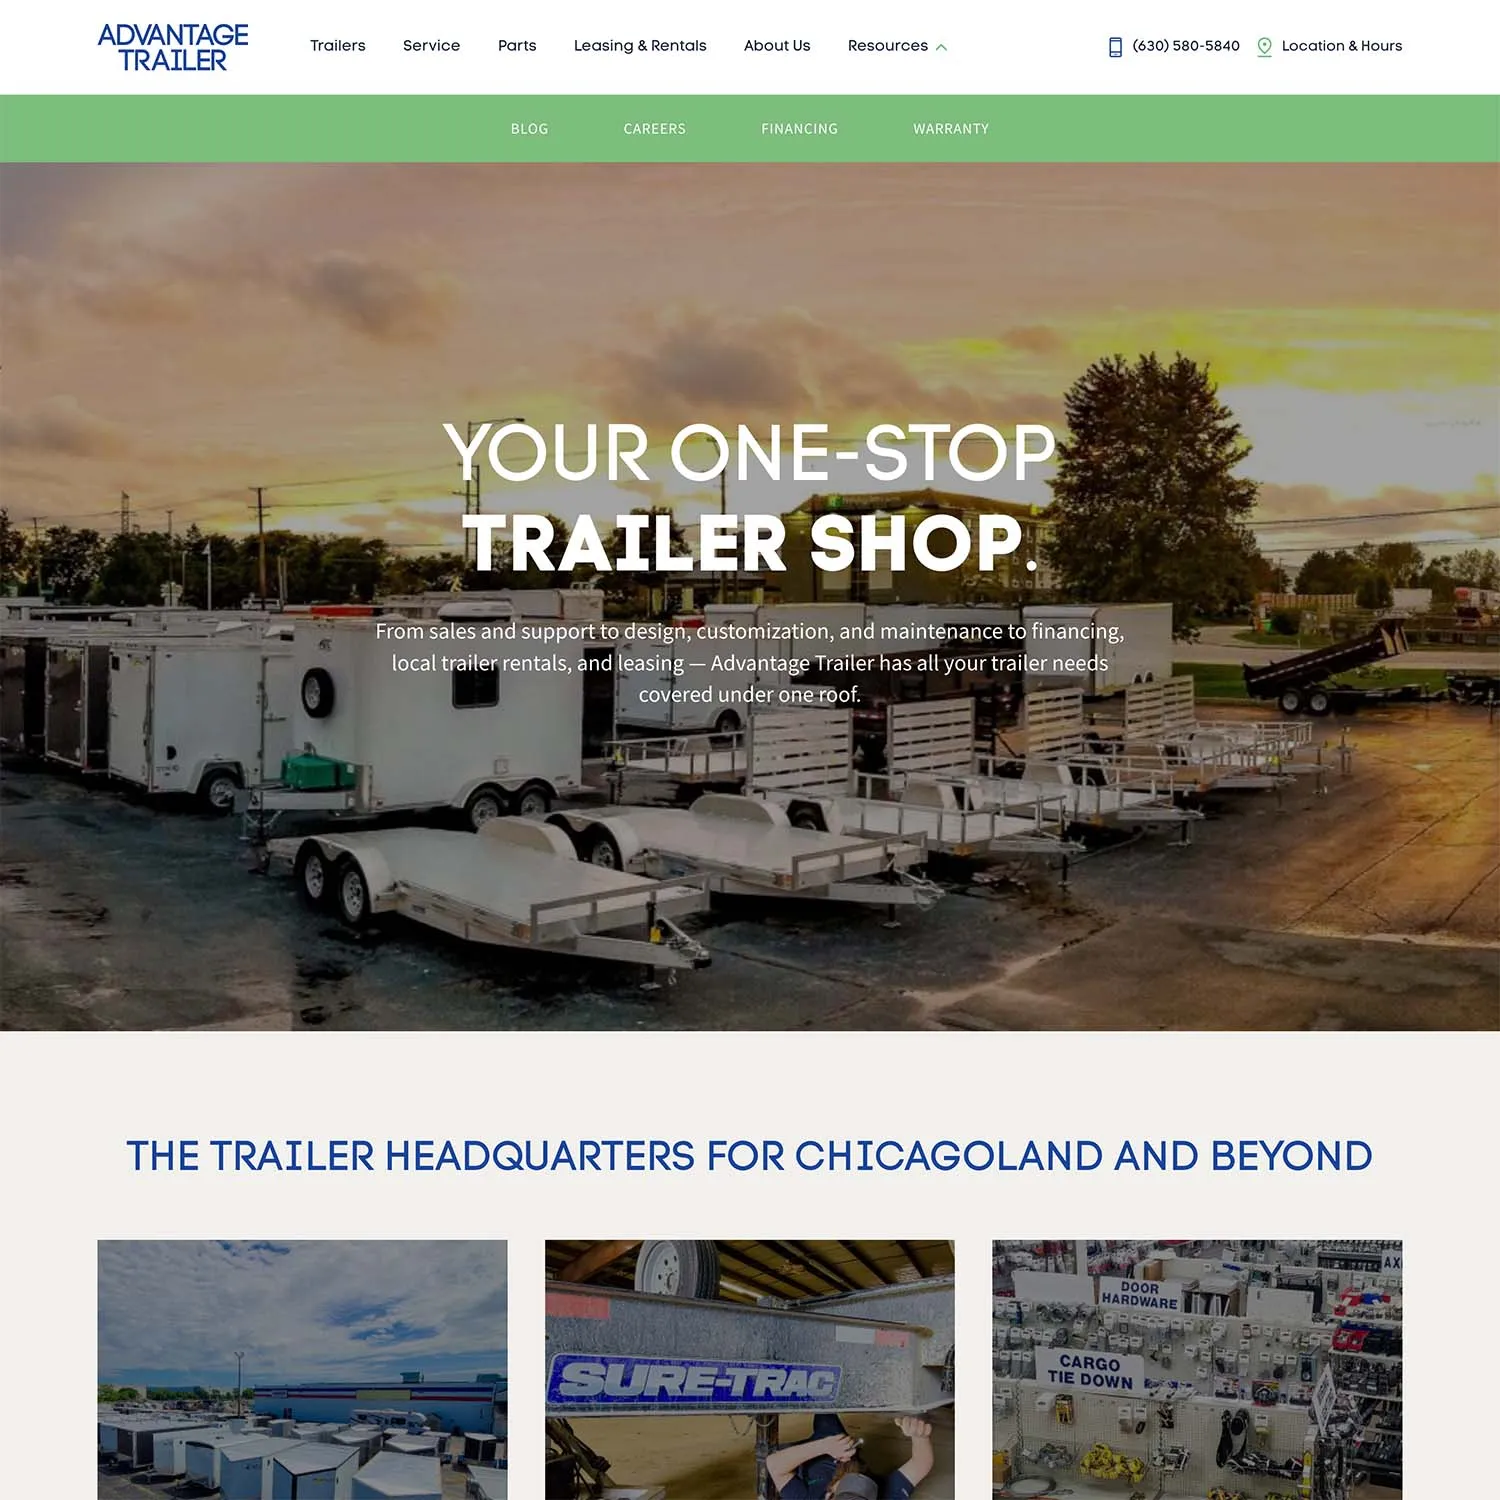 ADVANTAGE
TRAILER
Trailers Service Parts Leasing & Rentals About Us Resources
(630) 580-5840 Location & Hours
BLOG CAREERS FINANCING WARRANTY
YOUR ONE-STOP
TRAILER SHOP.
From sales and support to design, customization, and maintenance to financing,
local trailer rentals, and leasing — Advantage Trailer has all your trailer needs
covered under one roof.
THE TRAILER HEADQUARTERS FOR CHICAGOLAND AND BEYOND
SURE-TRAC
DOOR
HARDWARE
CARGO
TIE DOWN